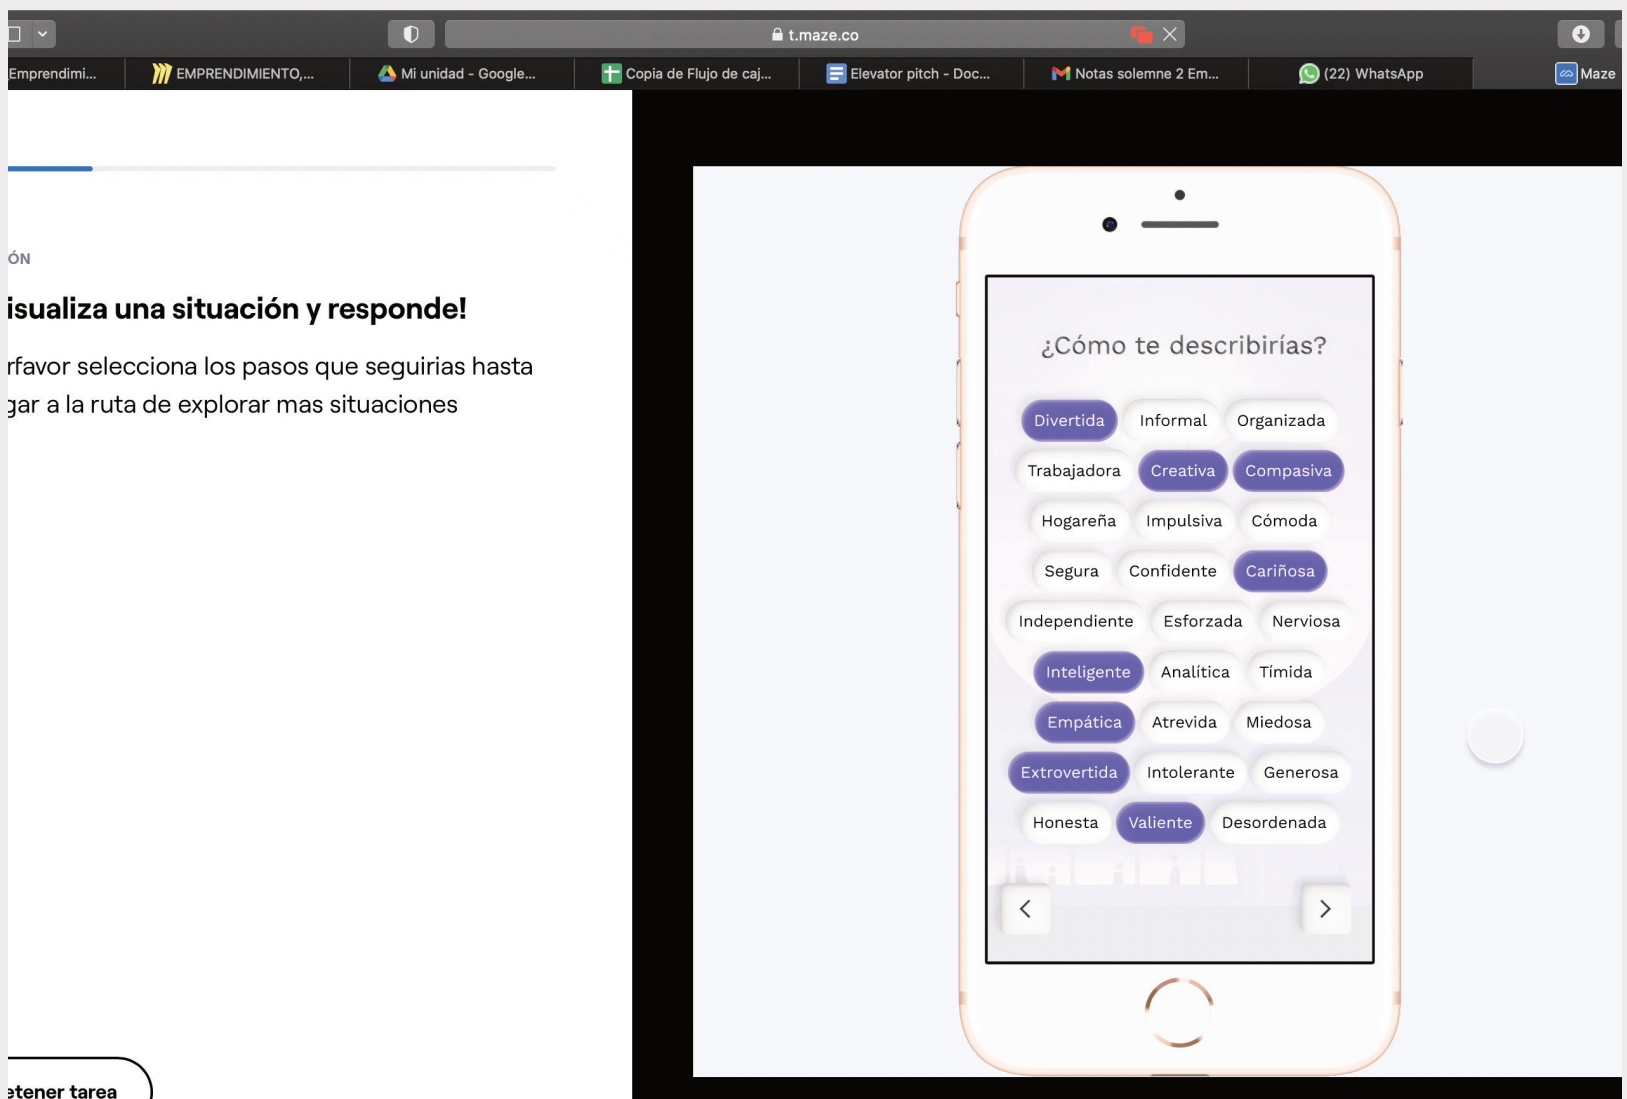 t.maze.co
Emprendimi...
EMPRENDIMIENTO,...
Mi unidad - Google...
Copia de Flujo de caj...
Elevator pitch - Doc...
Notas solemne 2 Em...
(22) WhatsApp
Maze
ÓN
isualiza una situación y responde!
rfavor selecciona los pasos que seguirias hasta
gar a la ruta de explorar mas situaciones
etener tarea
¿Cómo te describirías?
Divertida Informal Organizada
Trabajadora Creativa Compasiva
Hogareña Impulsiva Cómoda
Segura Confidente Cariñosa
Independiente Esforzada Nerviosa
Inteligente Analítica Tímida
Empática Atrevida Miedosa
Extrovertida Intolerante Generosa
Honesta Valiente Desordenada